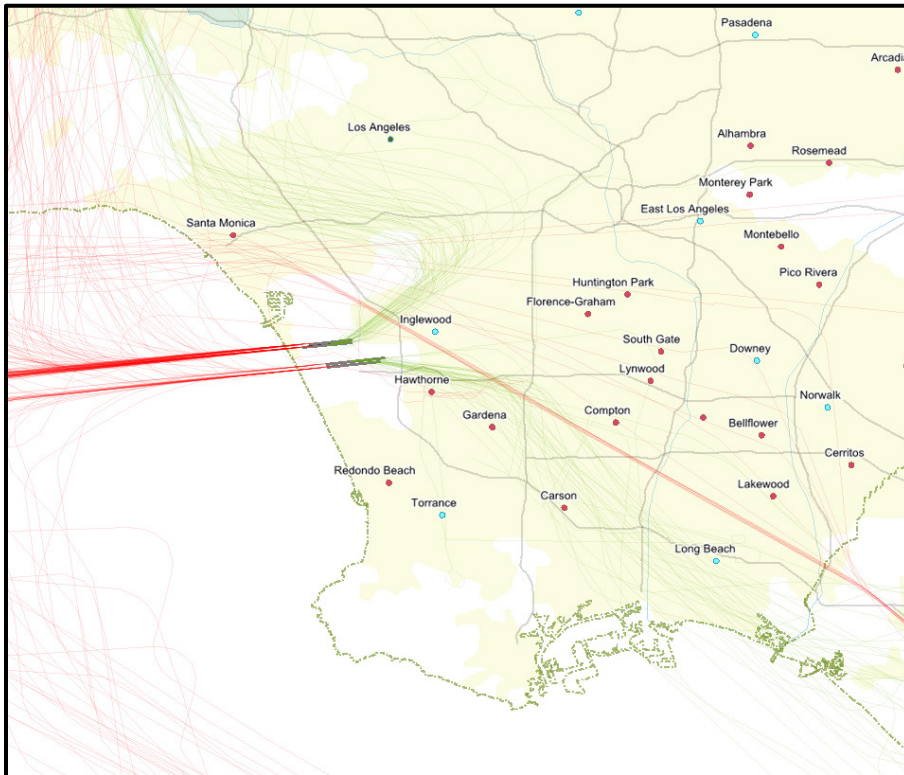 Pasadena
Arcadia
Los Angeles
Alhambra
Rosemead
Monterey Park
East Los Angeles
Santa Monica
Montebello
Pico Rivera
Huntington Park
Florence-Graham
Inglewood
South Gate
Downey
Lynwood
Hawthorne
Norwalk
Gardena
Compton
Bellflower
Cerritos
Redondo Beach
Lakewood
Torrance
Carson
Long Beach